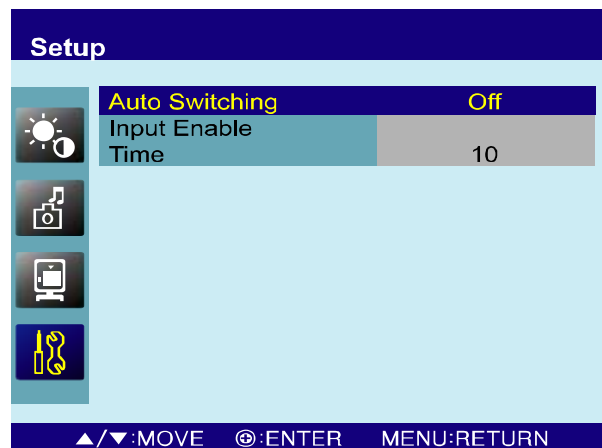 Setup
Auto Switching Off
Input Enable
Time 10
▲/▼:MOVE ⊕:ENTER MENU:RETURN